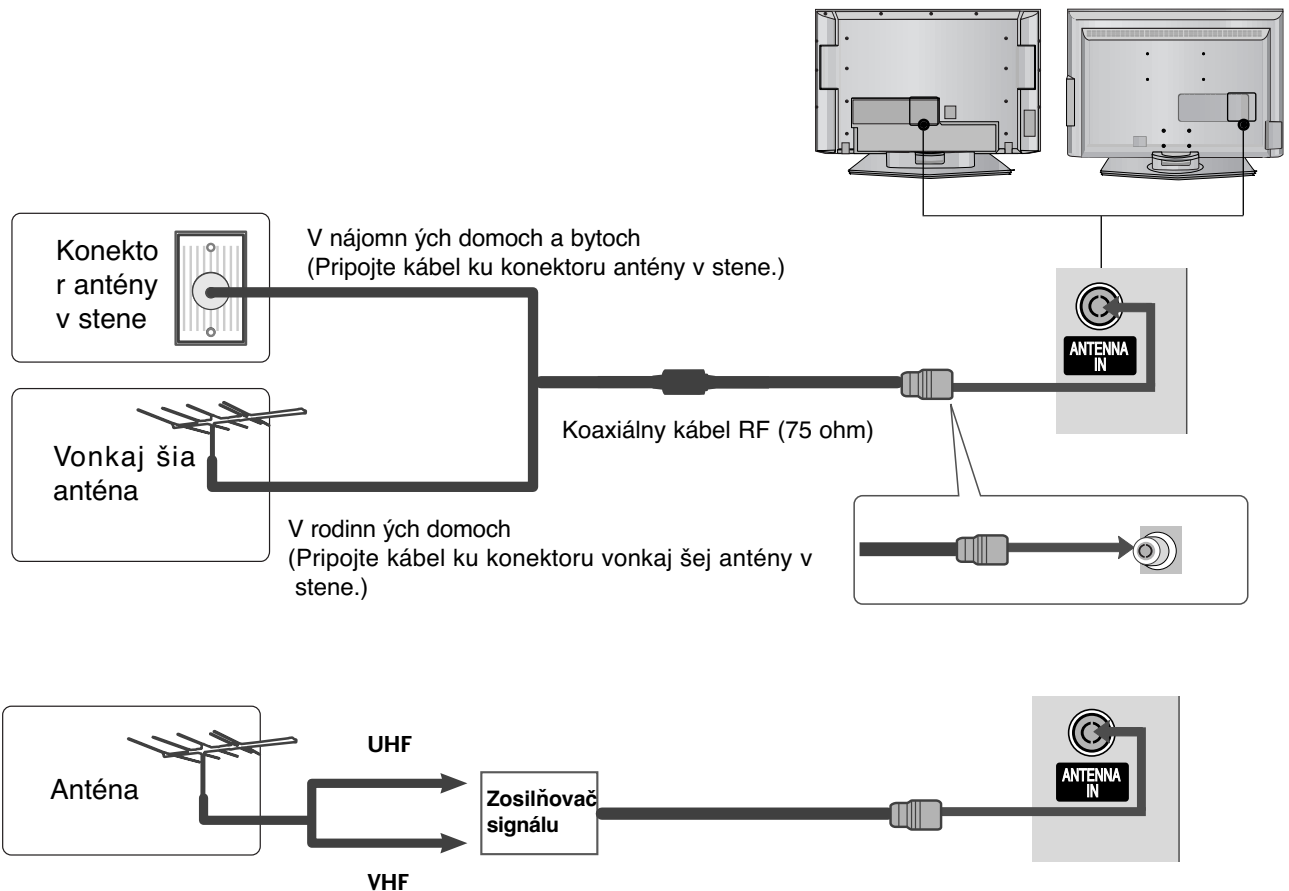 Konekto
r antény
v stene
V nájomn ých domoch a bytoch
(Pripojte kábel ku konektoru antény v stene.)
ANTENNA
IN
Koaxiálny kábel RF (75 ohm)
Vonkaj šia
anténa
V rodinn ých domoch
(Pripojte kábel ku konektoru vonkaj šej antény v
stene.)
Anténa
UHF
VHF
Zosilňovač
signálu
ANTENNA
IN